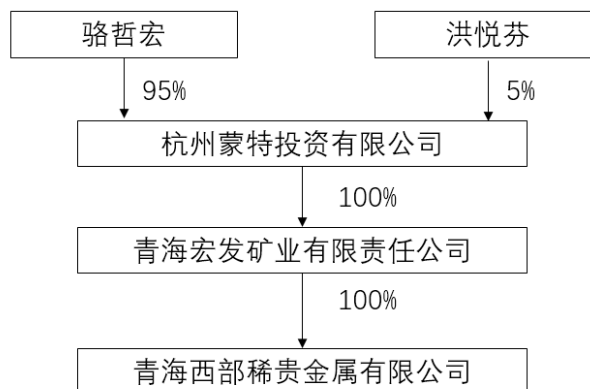 骆哲宏
洪悦芬
95%
5%
杭州蒙特投资有限公司
100%
青海宏发矿业有限责任公司
100%
青海西部稀贵金属有限公司